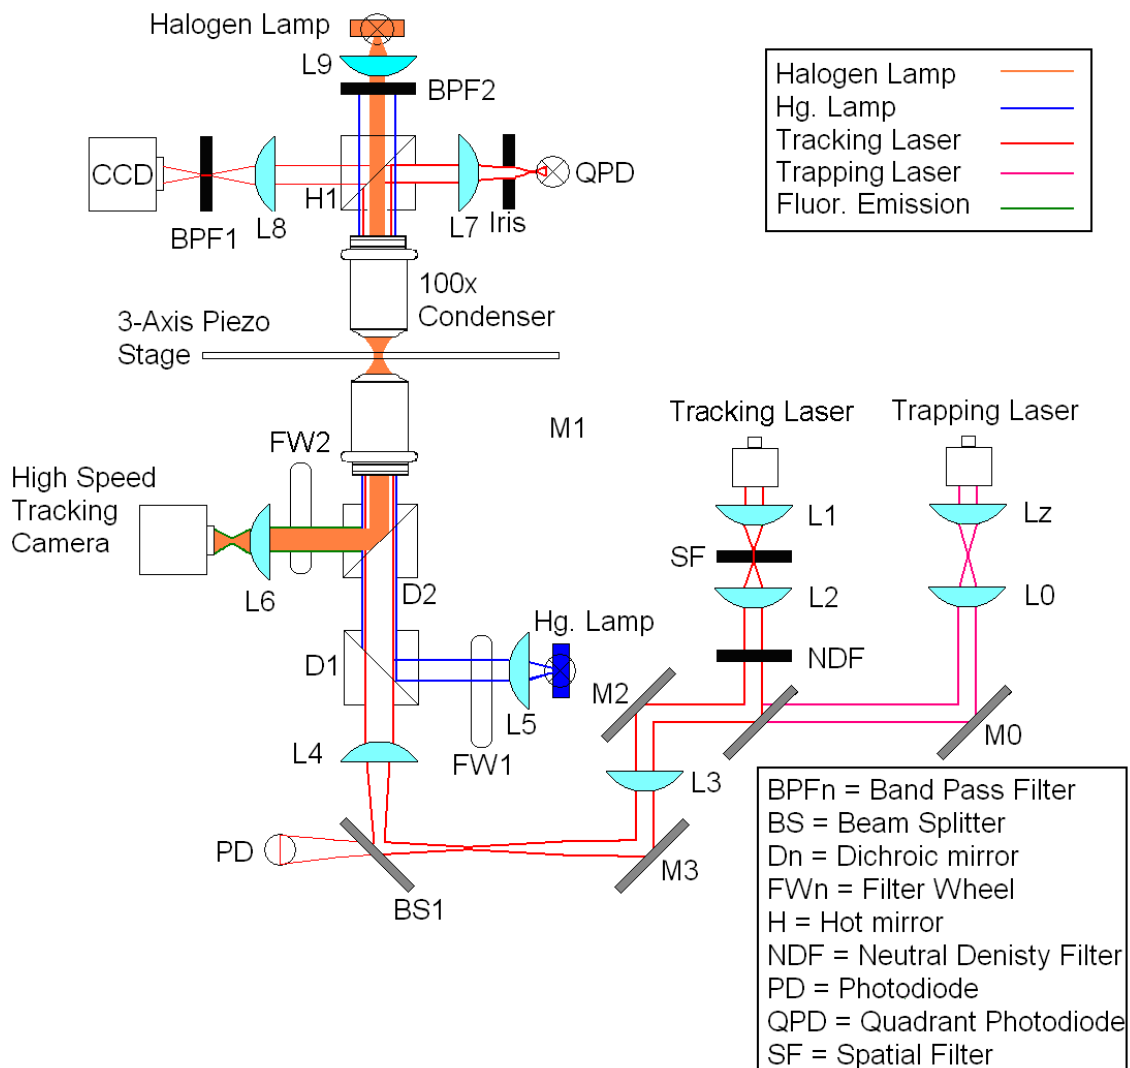 Halogen Lamp
L9
BPF2
CCD
H1
QPD
L8
L7
Iris
BPF1
100x
Condenser
3-Axis Piezo
Stage
Halogen Lamp
Hg. Lamp
Tracking Laser
Trapping Laser
Fluor. Emission
M1
FW2
High Speed
Tracking
Camera
L6
D2
Tracking Laser
Trapping Laser
L1
Lz
SF
L2
L0
NDF
Hg. Lamp
D1
L5
FW1
M2
M0
L4
L3
PD
M3
BS1
BPFn = Band Pass Filter
BS = Beam Splitter
Dn = Dichroic mirror
FWn = Filter Wheel
H = Hot mirror
NDF = Neutral Denisty Filter
PD = Photodiode
QPD = Quadrant Photodiode
SF = Spatial Filter